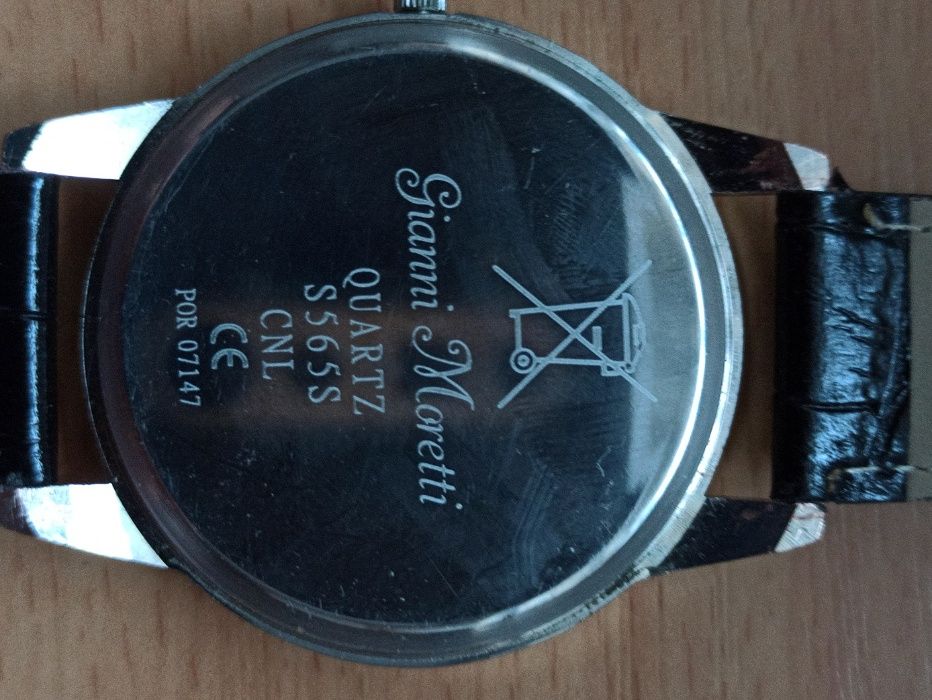 Gianni Moretti
QUARTZ
S565S
CNL
CE
POR 07147